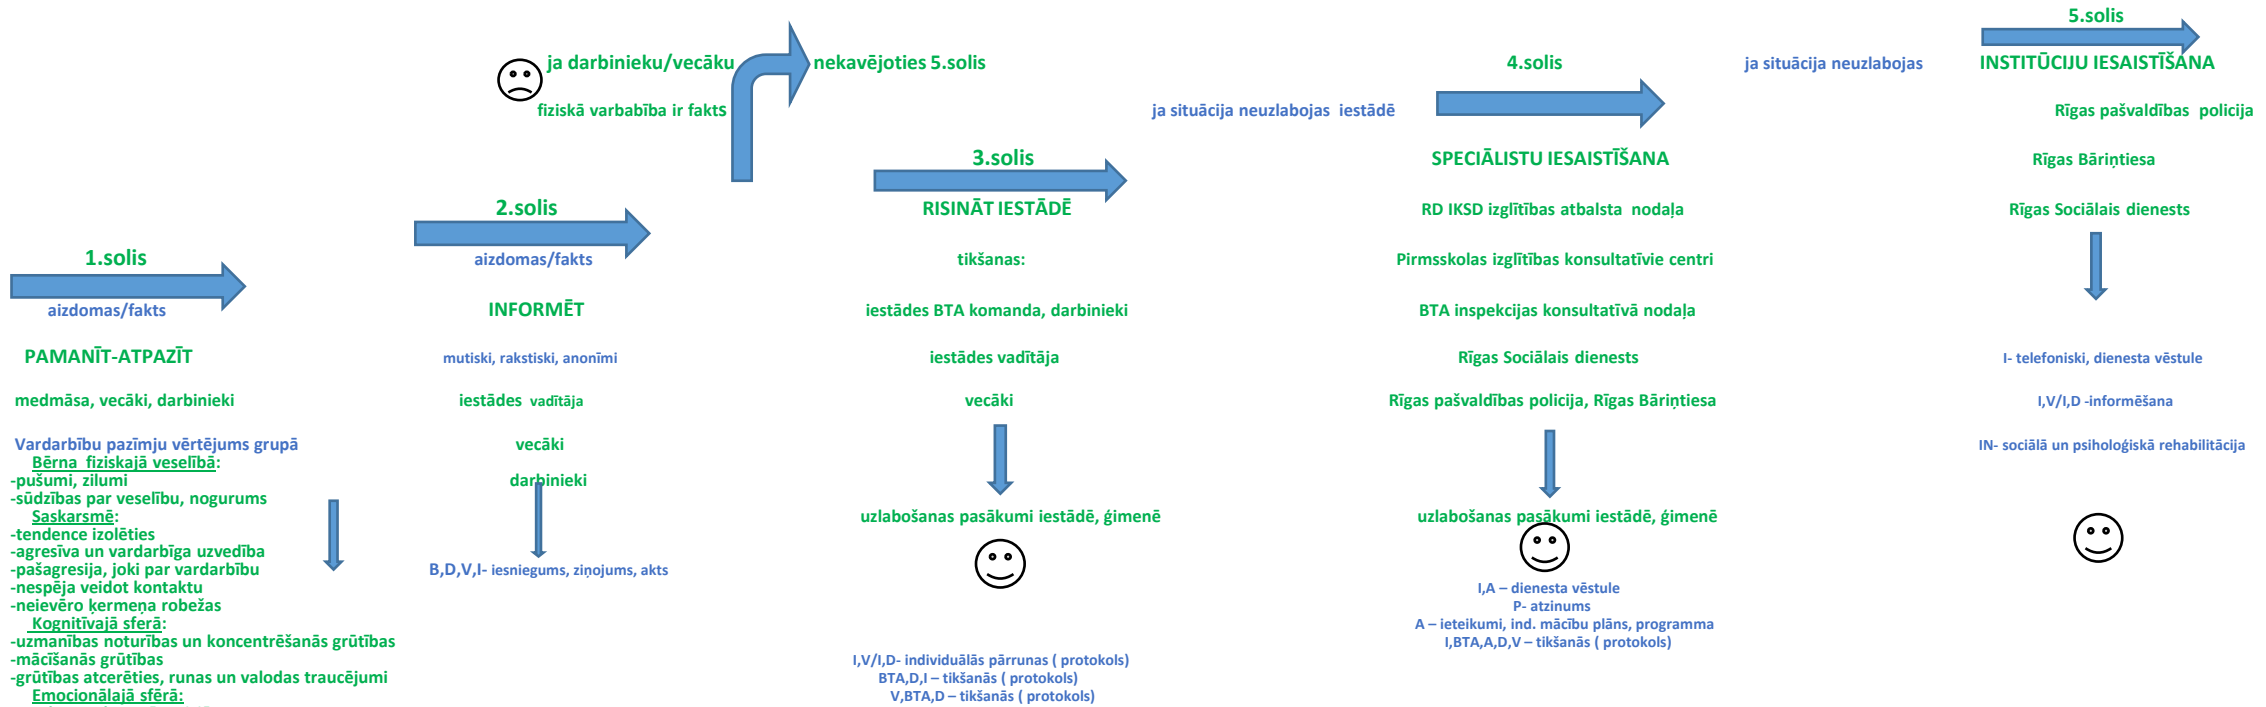 1.solis
aizdomas/fakts
PAMANĪT-ATPAZĪT
medmāsa, vecāki, darbinieki
Vardarbību pazīmju vērtējums grupā
Bērna fiziskajā veselībā:
-pušumi, zilumi
-sūdzības par veselību, nogurums
Saskarsmē:
-tendence izolēties
-agresīva un vardarbīga uzvedība
-pašagresija, joki par vardarbību
-nespēja veidot kontaktu
-neievēro ķermeņa robežas
Kognitīvajā sferā:
-uzmanības noturības un koncentrēšanās grūtības
-mācīšanās grūtības
-grūtības atcerēties, runas un valodas traucējumi
Emocionālajā sfērā:
2.solis
aizdomas/fakts
INFORMĒT
mutiski, rakstiski, anonīmi
iestādes vadītāja
vecāki
darbinieki
B,D,V,I- iesniegums, ziņojums, akts
ja darbinieku/vecāku
fiziskā varbabība ir fakts
nekavējoties 5.solis
3.solis
RISINĀT IESTĀDĒ
tikšanas:
iestādes BTA komanda, darbinieki
iestādes vadītāja
vecāki
uzlabošanas pasākumi iestādē, ģimenē
I,V/I,D- individuālās pārrunas ( protokols)
BTA,D,I – tikšanās ( protokols)
V,BTA,D – tikšanās ( protokols)
ja situācija neuzlabojas iestādē
4.solis
SPECIĀLISTU IESAISTĪŠANA
RD IKSD izglītības atbalsta nodaļa
Pirmsskolas izglītības konsultatīvie centri
BTA inspekcijas konsultatīvā nodaļa
Rīgas Sociālais dienests
Rīgas pašvaldības policija, Rīgas Bāriņtiesa
uzlabošanas pasākumi iestādē, ģimenē
I,A – dienesta vēstule
P- atzinums
A – ieteikumi, ind. mācību plāns, programma
I,BTA,A,D,V – tikšanās ( protokols)
ja situācija neuzlabojas
5.solis
INSTITŪCIJU IESAISTĪŠANA
Rīgas pašvaldības policija
Rīgas Bāriņtiesa
Rīgas Sociālais dienests
I- telefoniski, dienesta vēstule
I,V/I,D -informēšana
IN- sociālā un psiholoģiskā rehabilitācija